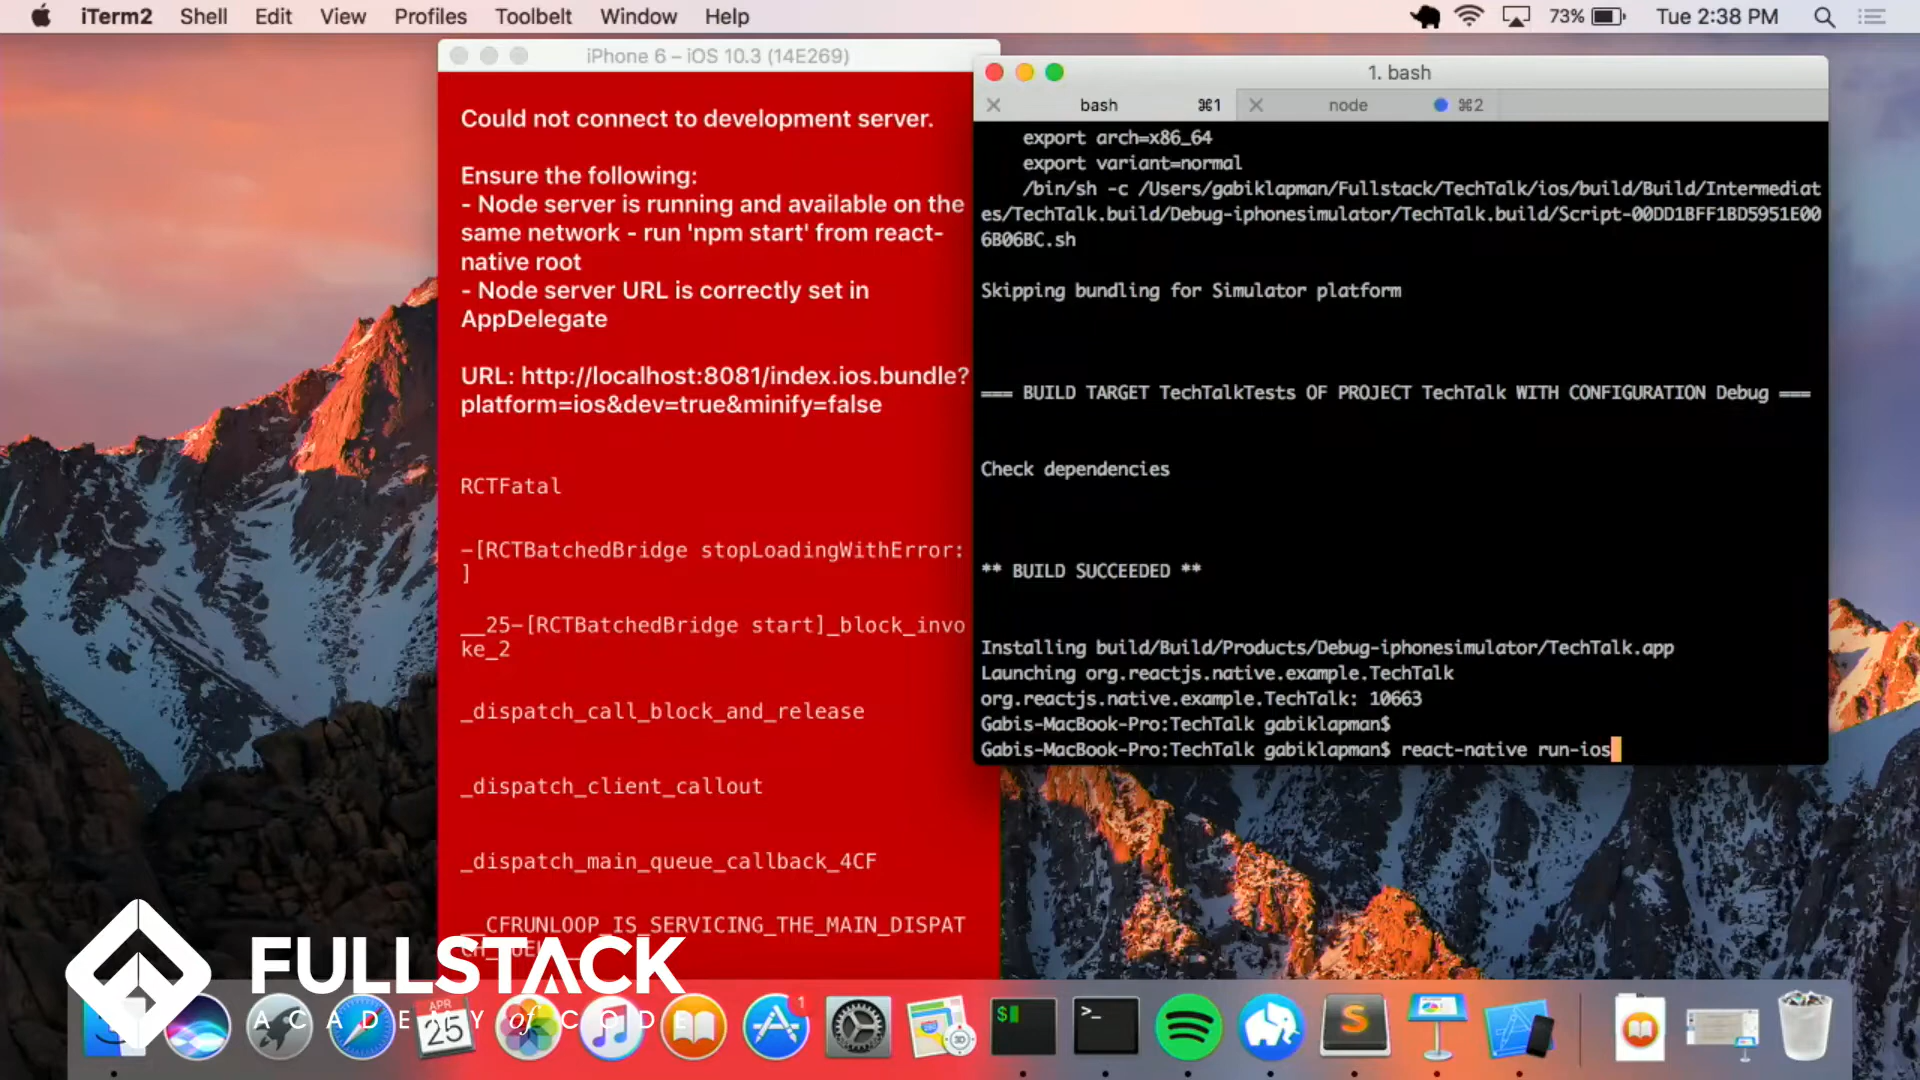 iTerm2 Shell Edit View Profiles Toolbelt Window Help 73% Tue 2:38 PM
iPhone 6 – iOS 10.3 (14E269)
Could not connect to development server.
Ensure the following:
- Node server is running and available on the
same network - run 'npm start' from react-
native root
- Node server URL is correctly set in
AppDelegate
URL: http://localhost:8081/index.ios.bundle?
platform=ios&dev=true&minify=false
RCTFatal
-[RCTBatchedBridge stopLoadingWithError:
]
__25-[RCTBatchedBridge start]_block_invo
ke_2
_dispatch_call_block_and_release
_dispatch_client_callout
_dispatch_main_queue_callback_4CF
__CFRUNLOOP_IS_SERVICING_THE_MAIN_DISPAT
1. bash
bash ⌘1 node ⌘2
export arch=x86_64
export variant=normal
/bin/sh -c /Users/gabiklapman/Fullstack/TechTalk/ios/build/Build/Intermediat
es/TechTalk.build/Debug-iphonesimulator/TechTalk.build/Script-00DD1BFF1BD5951E00
6B06BC.sh
Skipping bundling for Simulator platform
=== BUILD TARGET TechTalkTests OF PROJECT TechTalk WITH CONFIGURATION Debug ===
Check dependencies
** BUILD SUCCEEDED **
Installing build/Build/Products/Debug-iphonesimulator/TechTalk.app
Launching org.reactjs.native.example.TechTalk
org.reactjs.native.example.TechTalk: 10663
Gabis-MacBook-Pro:TechTalk gabiklapman$
Gabis-MacBook-Pro:TechTalk gabiklapman$ react-native run-ios
FULLSTACK
ACADEMY of CODE
APR
25
1
$
>_
S
3D